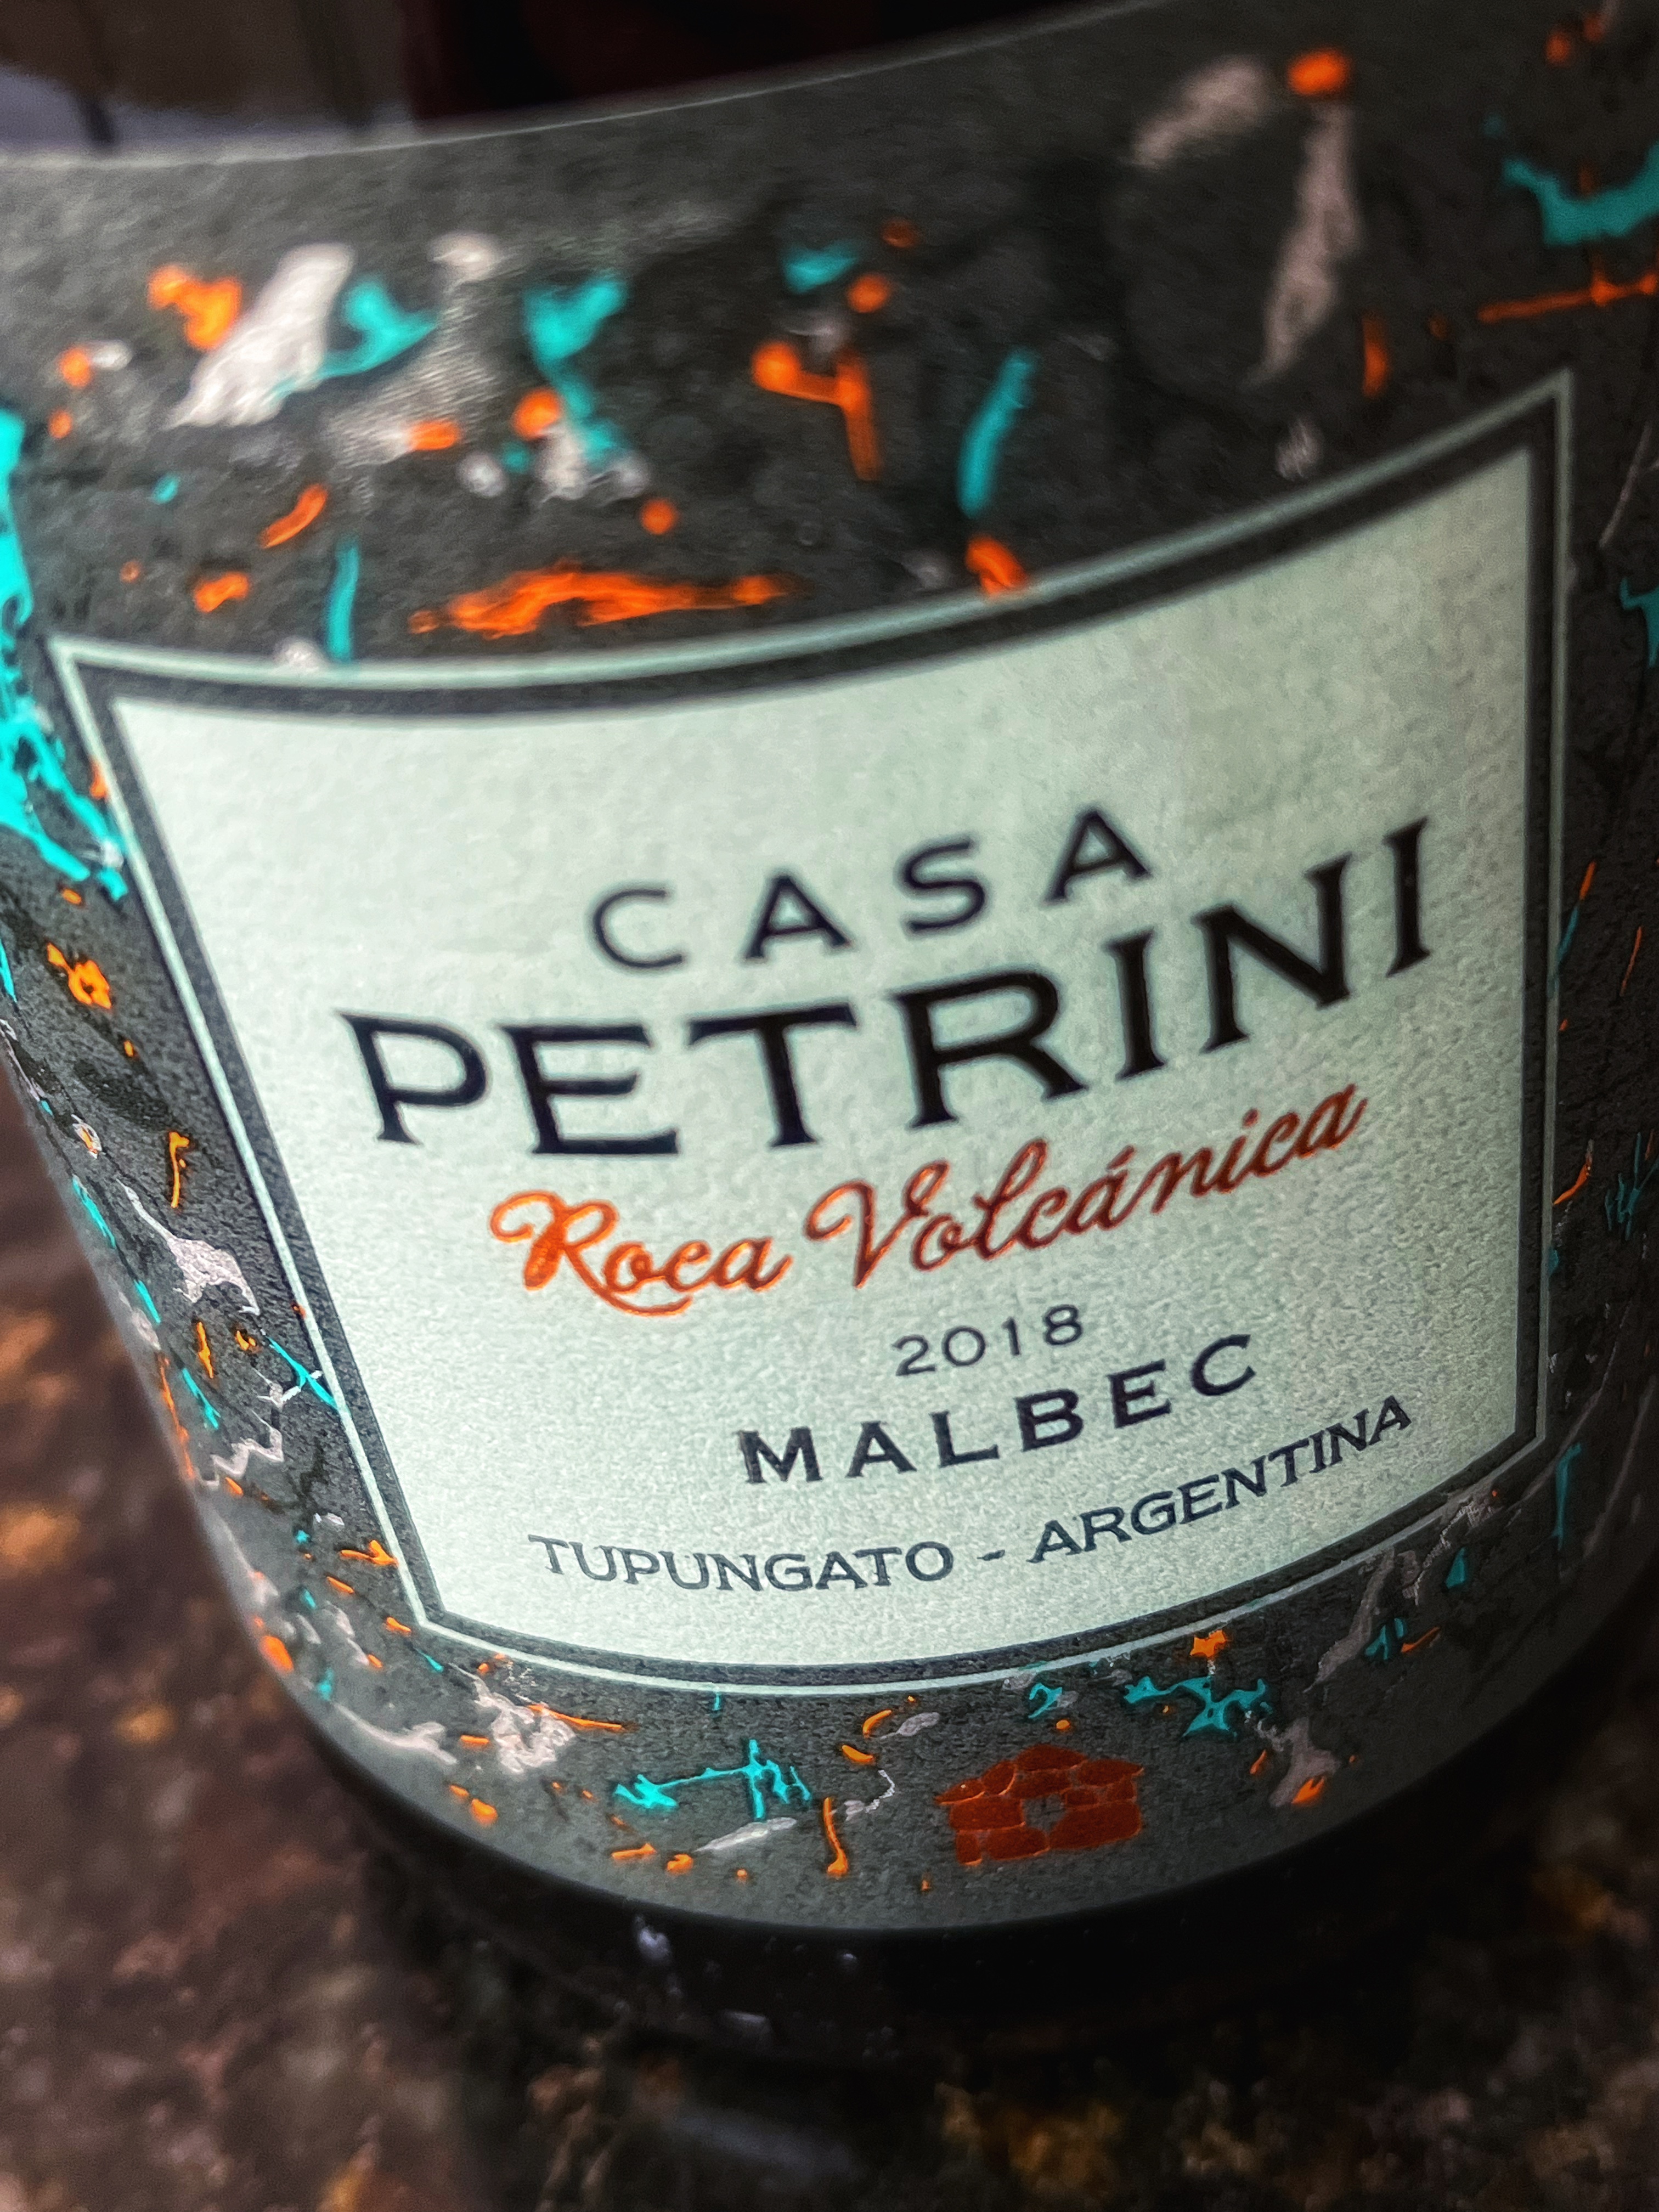 CASA
PETRINI
Roca Volcánica
2018
MALBEC
TUPUNGATO - ARGENTINA